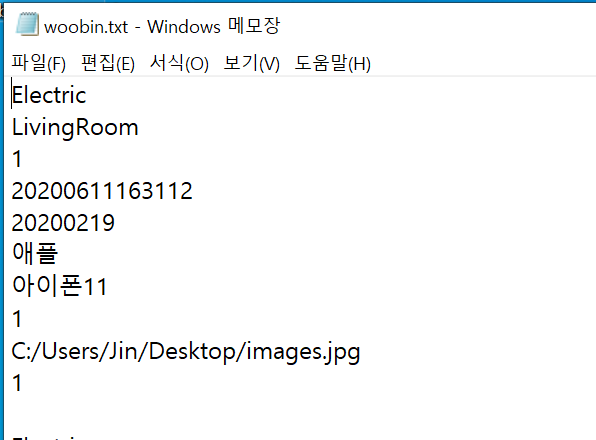 woobin.txt - Windows 메모장
파일(F) 편집(E) 서식(O) 보기(V) 도움말(H)
Electric
LivingRoom
1
20200611163112
20200219
애플
아이폰11
1
C:/Users/Jin/Desktop/images.jpg
1